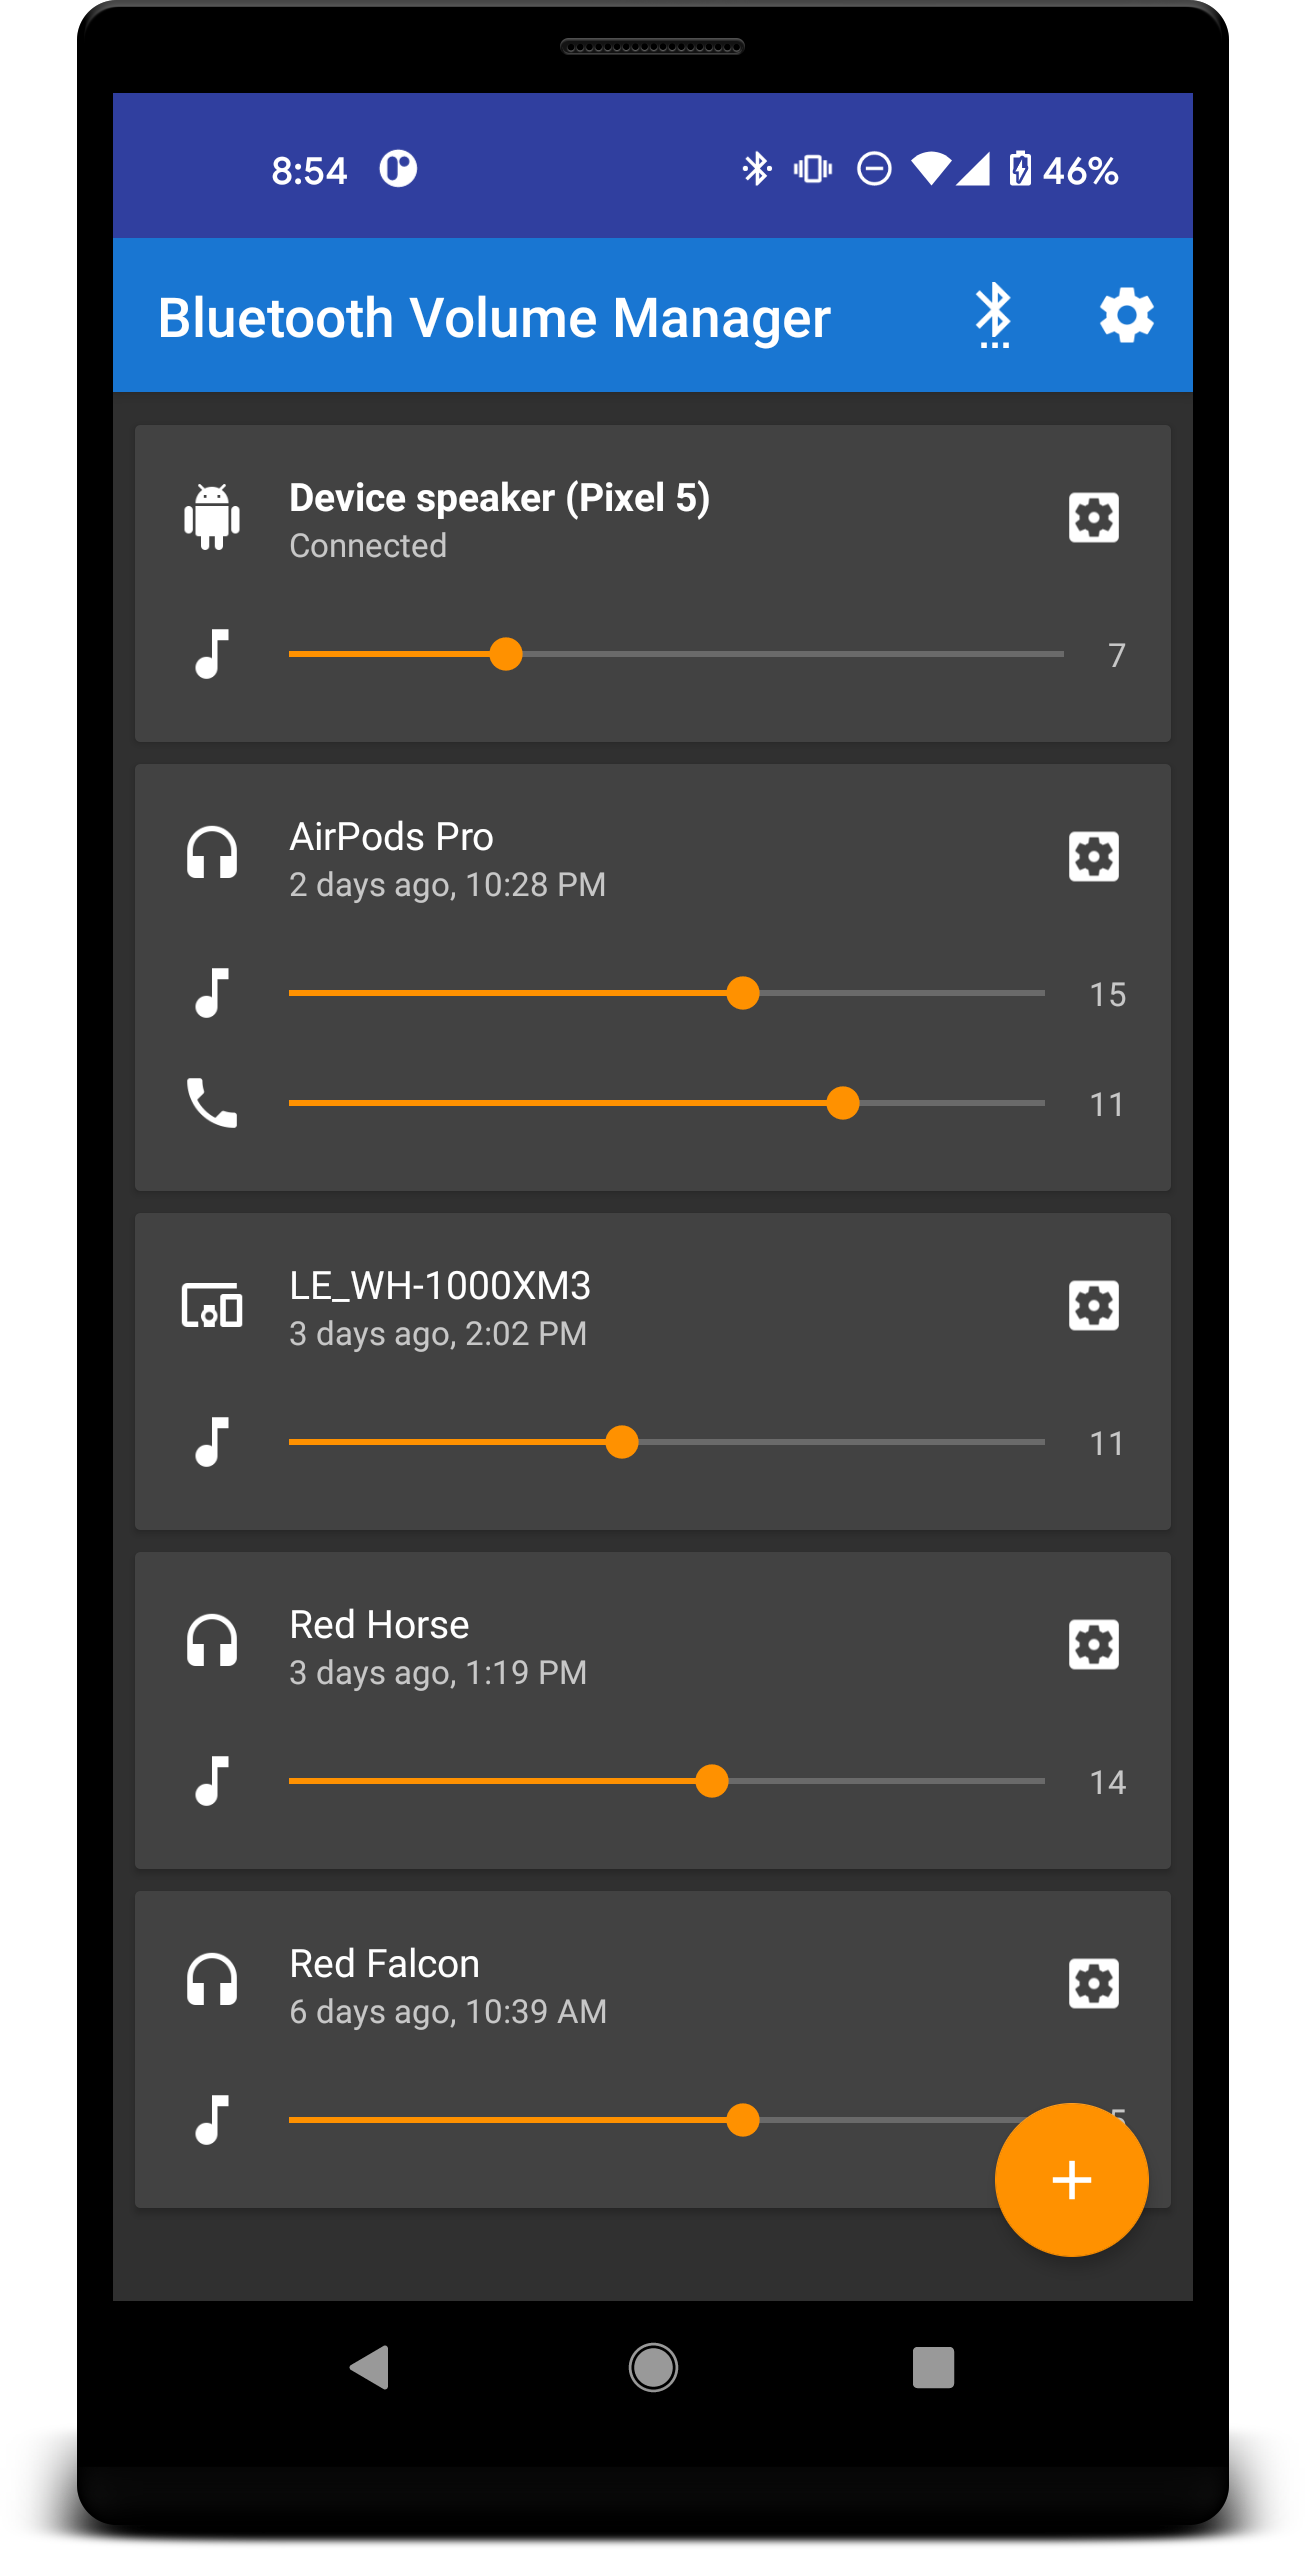 8:54 46%
Bluetooth Volume Manager
Device speaker (Pixel 5)
Connected
7
AirPods Pro
2 days ago, 10:28 PM
15
11
LE_WH-1000XM3
3 days ago, 2:02 PM
11
Red Horse
3 days ago, 1:19 PM
14
Red Falcon
6 days ago, 10:39 AM